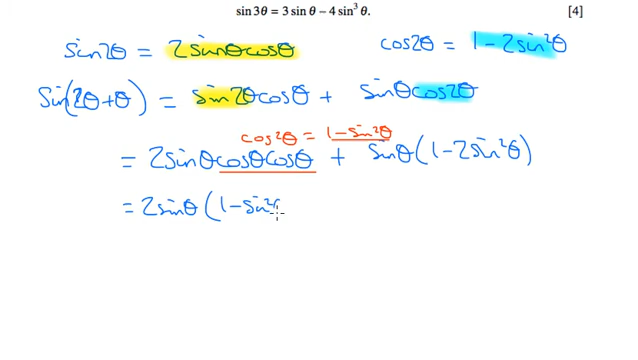 sin 3θ = 3 sin θ − 4 sin³ θ. [4]
sin2θ = 2sinθcosθ cos2θ = 1 − 2sin²θ
Sin(2θ+θ) = sin2θcosθ + sinθcos2θ
cos²θ = 1−sin²θ
= 2sinθcosθcosθ + sinθ(1−2sin²θ)
= 2sinθ(1−sin²